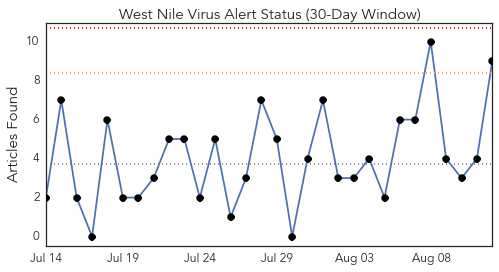 West Nile Virus Alert Status (30-Day Window)
Articles Found
10
8
6
4
2
0
Jul 14 Jul 19 Jul 24 Jul 29 Aug 03 Aug 08